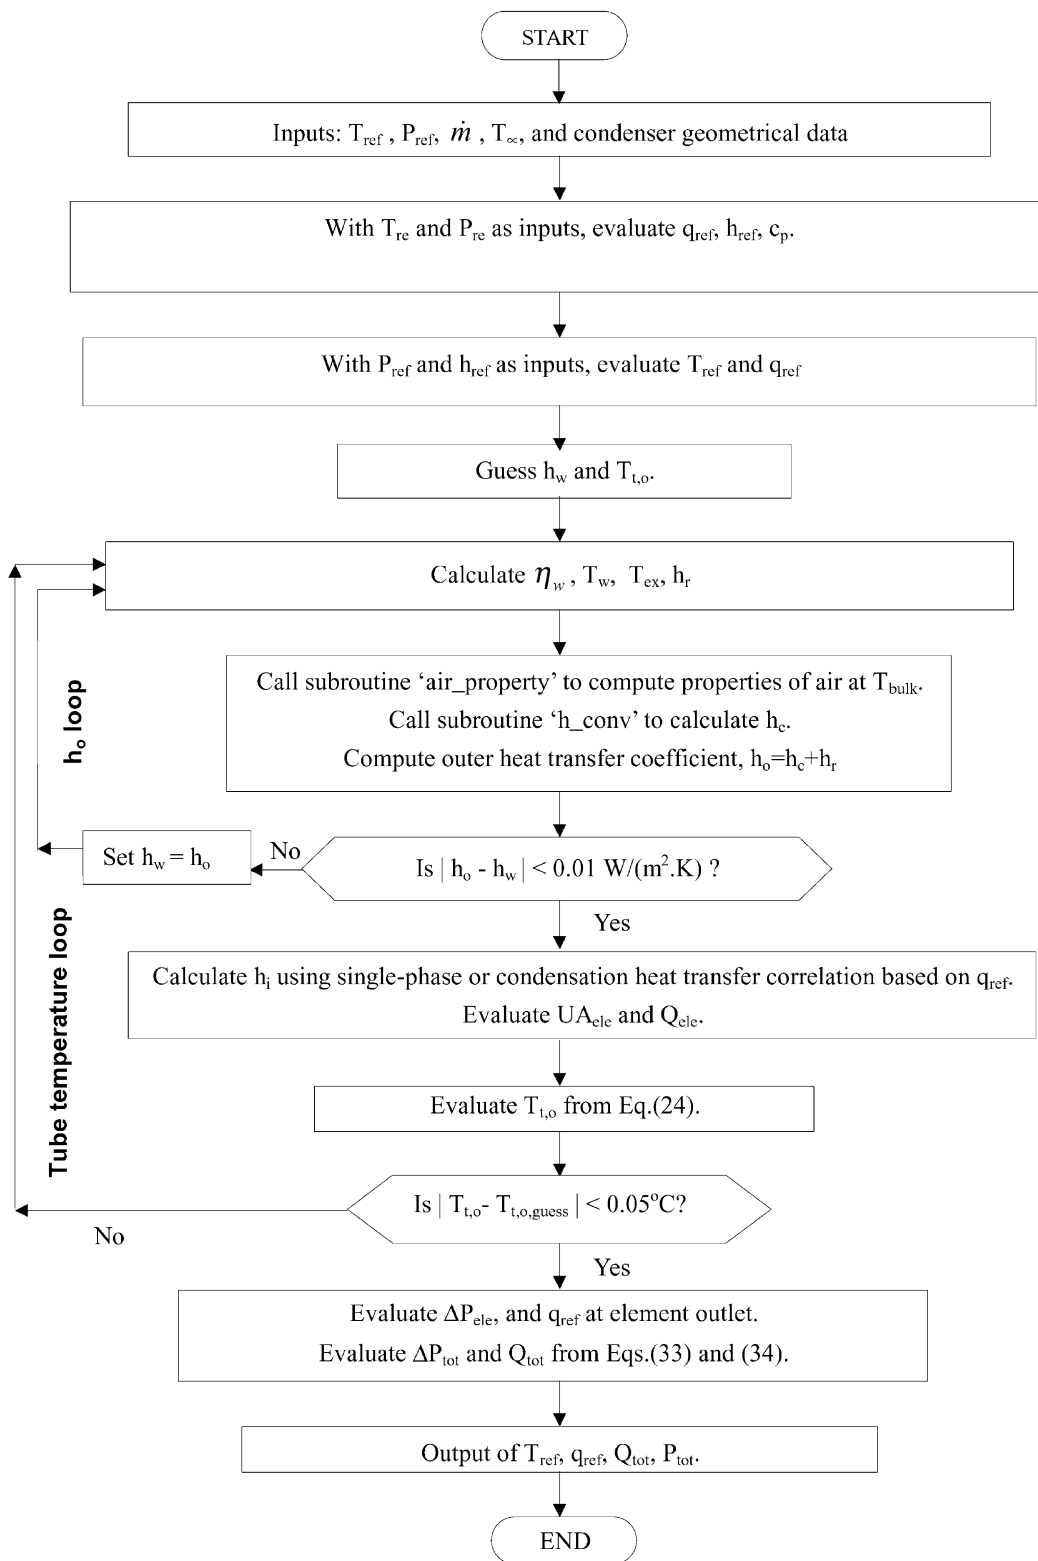 START
Inputs: T_ref , P_ref, ṁ , T_∝, and condenser geometrical data
With T_re and P_re as inputs, evaluate q_ref, h_ref, c_p.
With P_ref and h_ref as inputs, evaluate T_ref and q_ref
Guess h_w and T_t,o.
Calculate η_w , T_w, T_ex, h_r
Call subroutine ‘air_property’ to compute properties of air at T_bulk.
Call subroutine ‘h_conv’ to calculate h_c.
Compute outer heat transfer coefficient, h_o=h_c+h_r
h_o loop
Set h_w = h_o
No
Is | h_o - h_w | < 0.01 W/(m².K) ?
Yes
Tube temperature loop
Calculate h_i using single-phase or condensation heat transfer correlation based on q_ref.
Evaluate UA_ele and Q_ele.
Evaluate T_t,o from Eq.(24).
Is | T_t,o- T_t,o,guess | < 0.05°C?
No
Yes
Evaluate ΔP_ele, and q_ref at element outlet.
Evaluate ΔP_tot and Q_tot from Eqs.(33) and (34).
Output of T_ref, q_ref, Q_tot, P_tot.
END